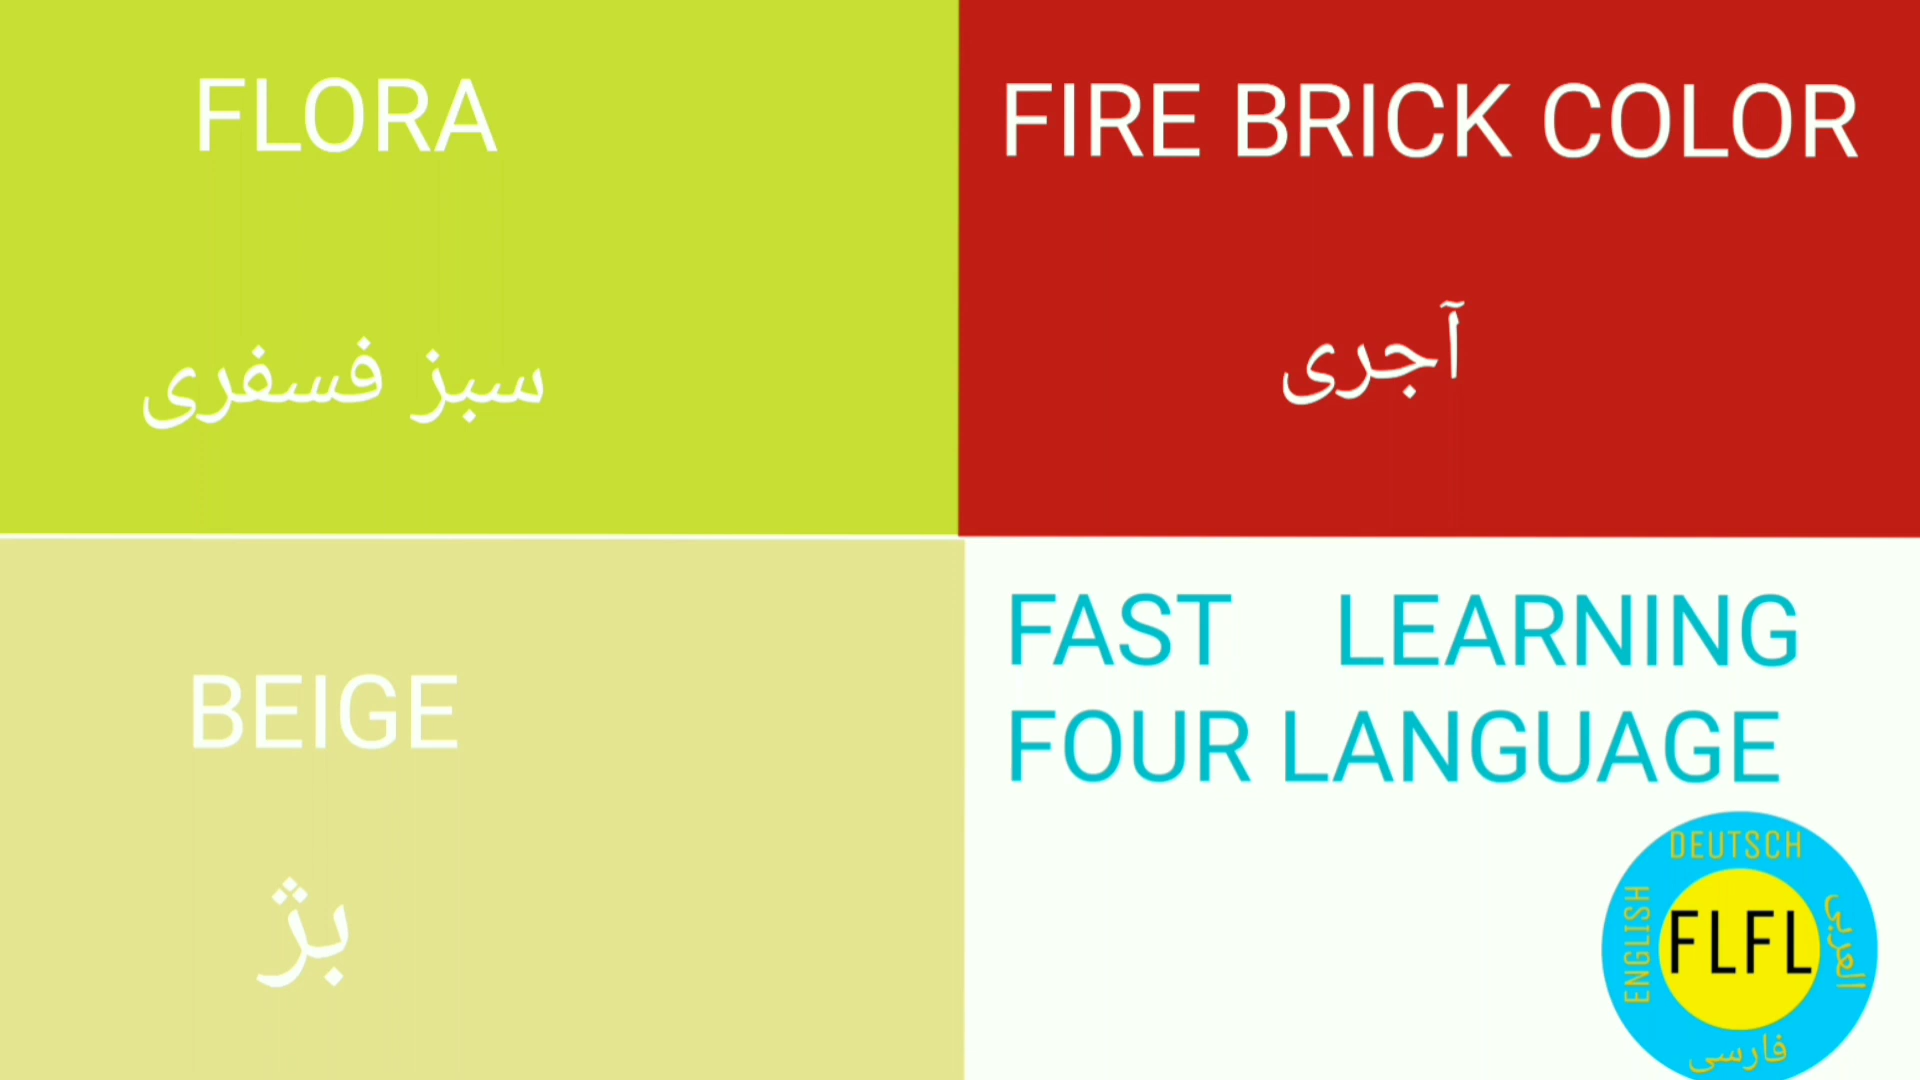 FLORA
سبز فسفری
FIRE BRICK COLOR
آجری
BEIGE
بژ
FAST LEARNING
FOUR LANGUAGE
DEUTSCH
ENGLISH
FLFL
العربی
فارسی